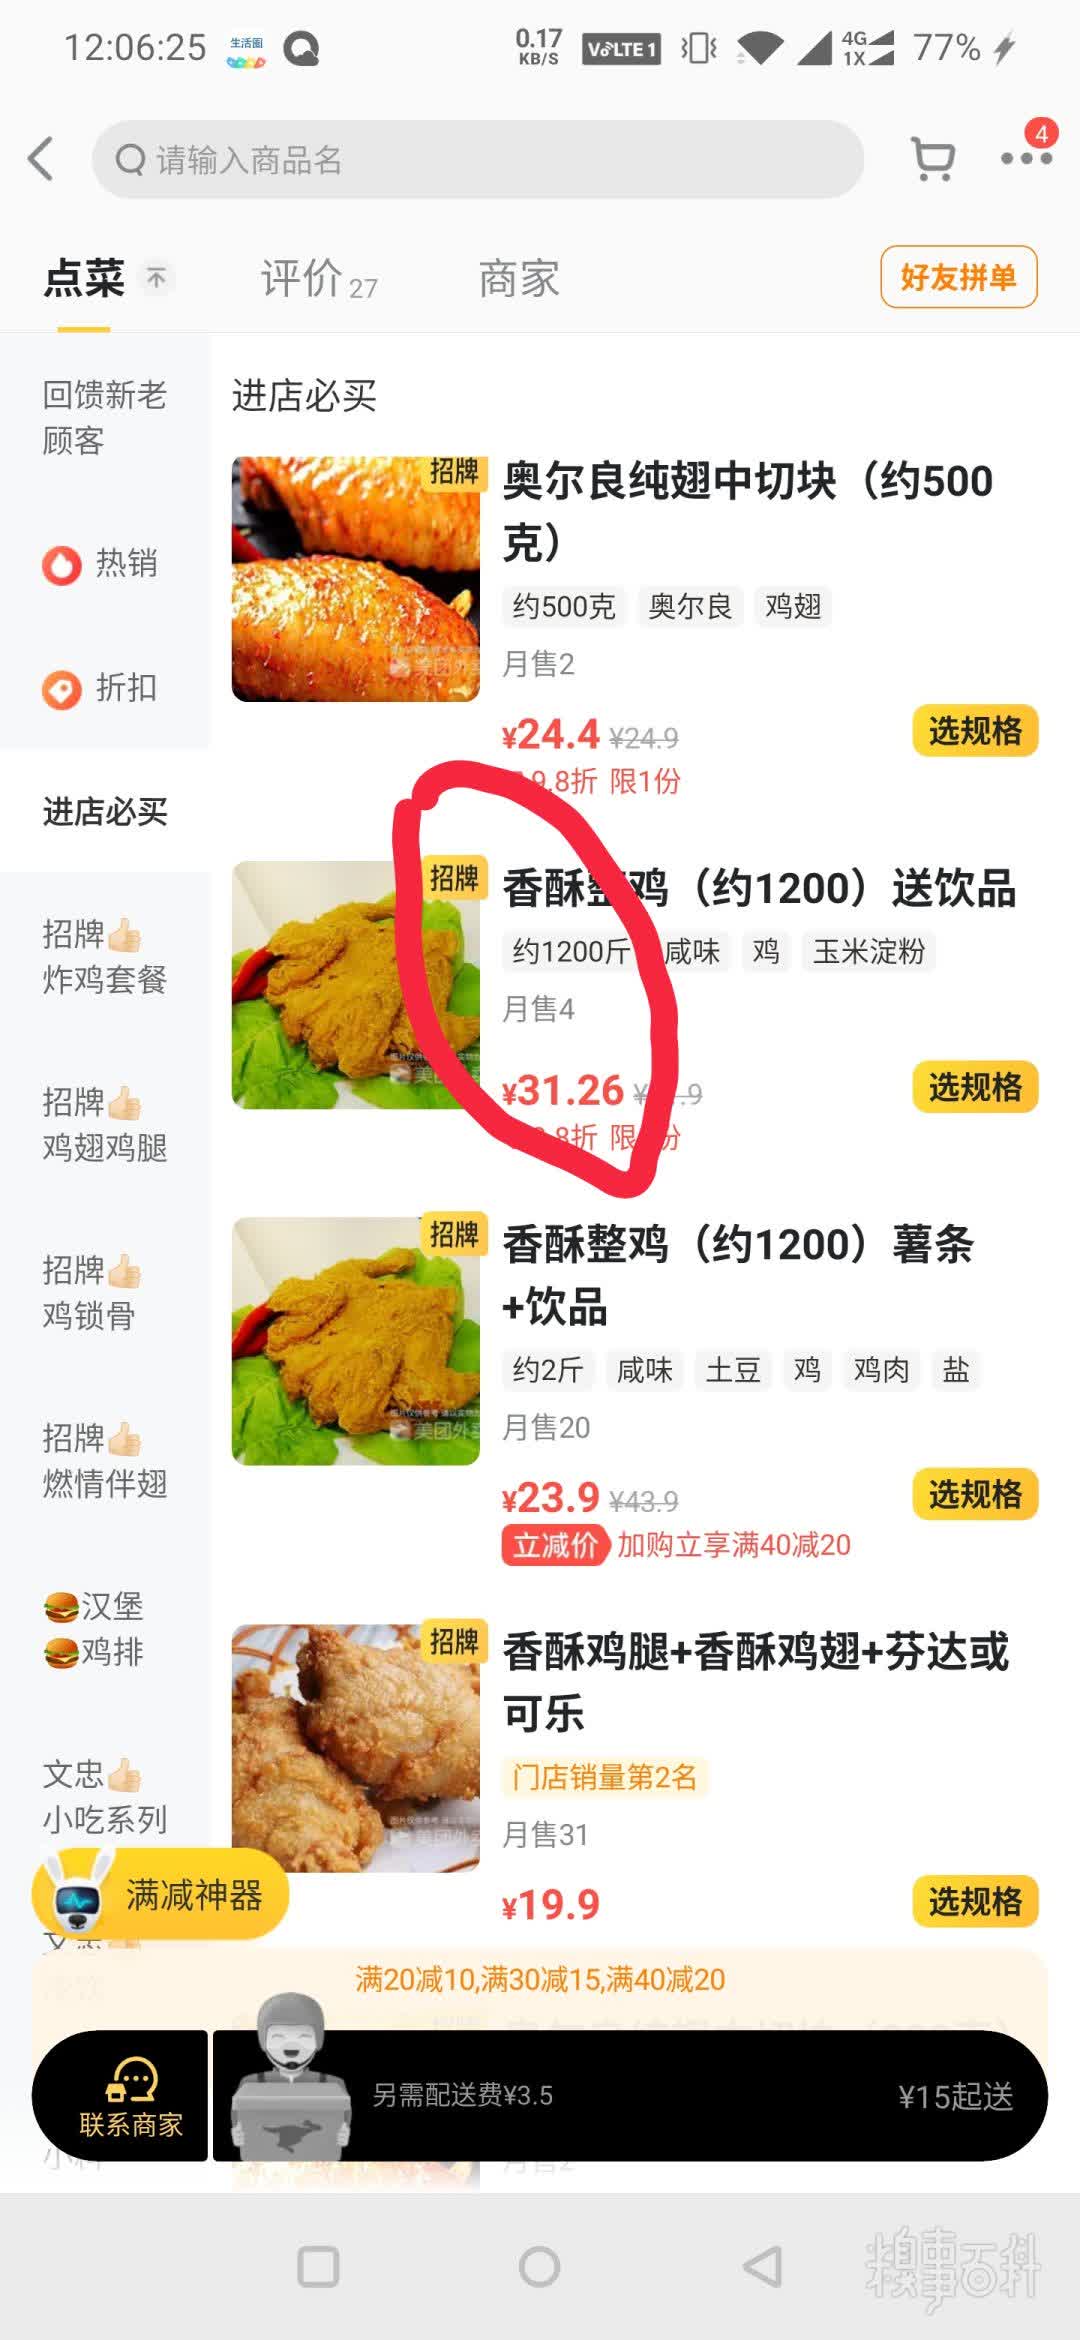 12:06:25
生活圈
0.17
KB/S
VoLTE 1
4G
1X
77%
请输入商品名
4
点菜
评价 27
商家
好友拼单
回馈新老
顾客
热销
折扣
进店必买
招牌👍
炸鸡套餐
招牌👍
鸡翅鸡腿
招牌👍
鸡锁骨
招牌👍
燃情伴翅
🍔汉堡
🍔鸡排
文忠👍
小吃系列
进店必买
招牌
奥尔良纯翅中切块（约500
克）
约500克 奥尔良 鸡翅
月售2
¥24.4 ¥24.9
9.8折 限1份
选规格
招牌
香酥整鸡（约1200）送饮品
约1200斤 咸味 鸡 玉米淀粉
月售4
¥31.26
8折 限 份
选规格
招牌
香酥整鸡（约1200）薯条
+饮品
约2斤 咸味 土豆 鸡 鸡肉 盐
月售20
¥23.9 ¥43.9
立减价 加购立享满40减20
选规格
招牌
香酥鸡腿+香酥鸡翅+芬达或
可乐
门店销量第2名
月售31
¥19.9
选规格
美团外卖
满减神器
满20减10,满30减15,满40减20
联系商家
另需配送费¥3.5
¥15起送
糗事百科